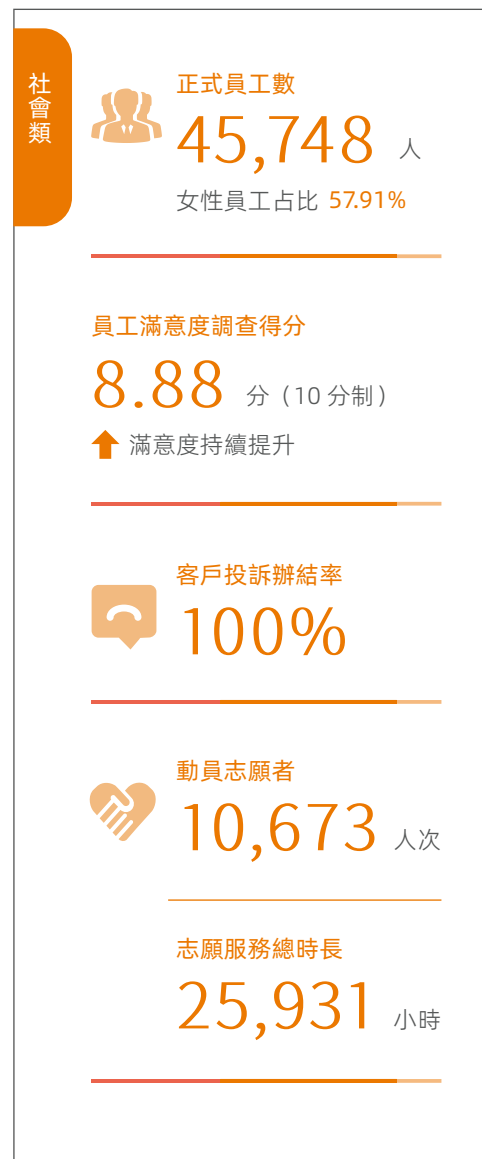 社會類
正式員工數
45,748 人
女性員工占比 57.91%
員工滿意度調查得分
8.88 分（10 分制）
滿意度持續提升
客戶投訴辦結率
100%
動員志願者
10,673 人次
志願服務總時長
25,931 小時